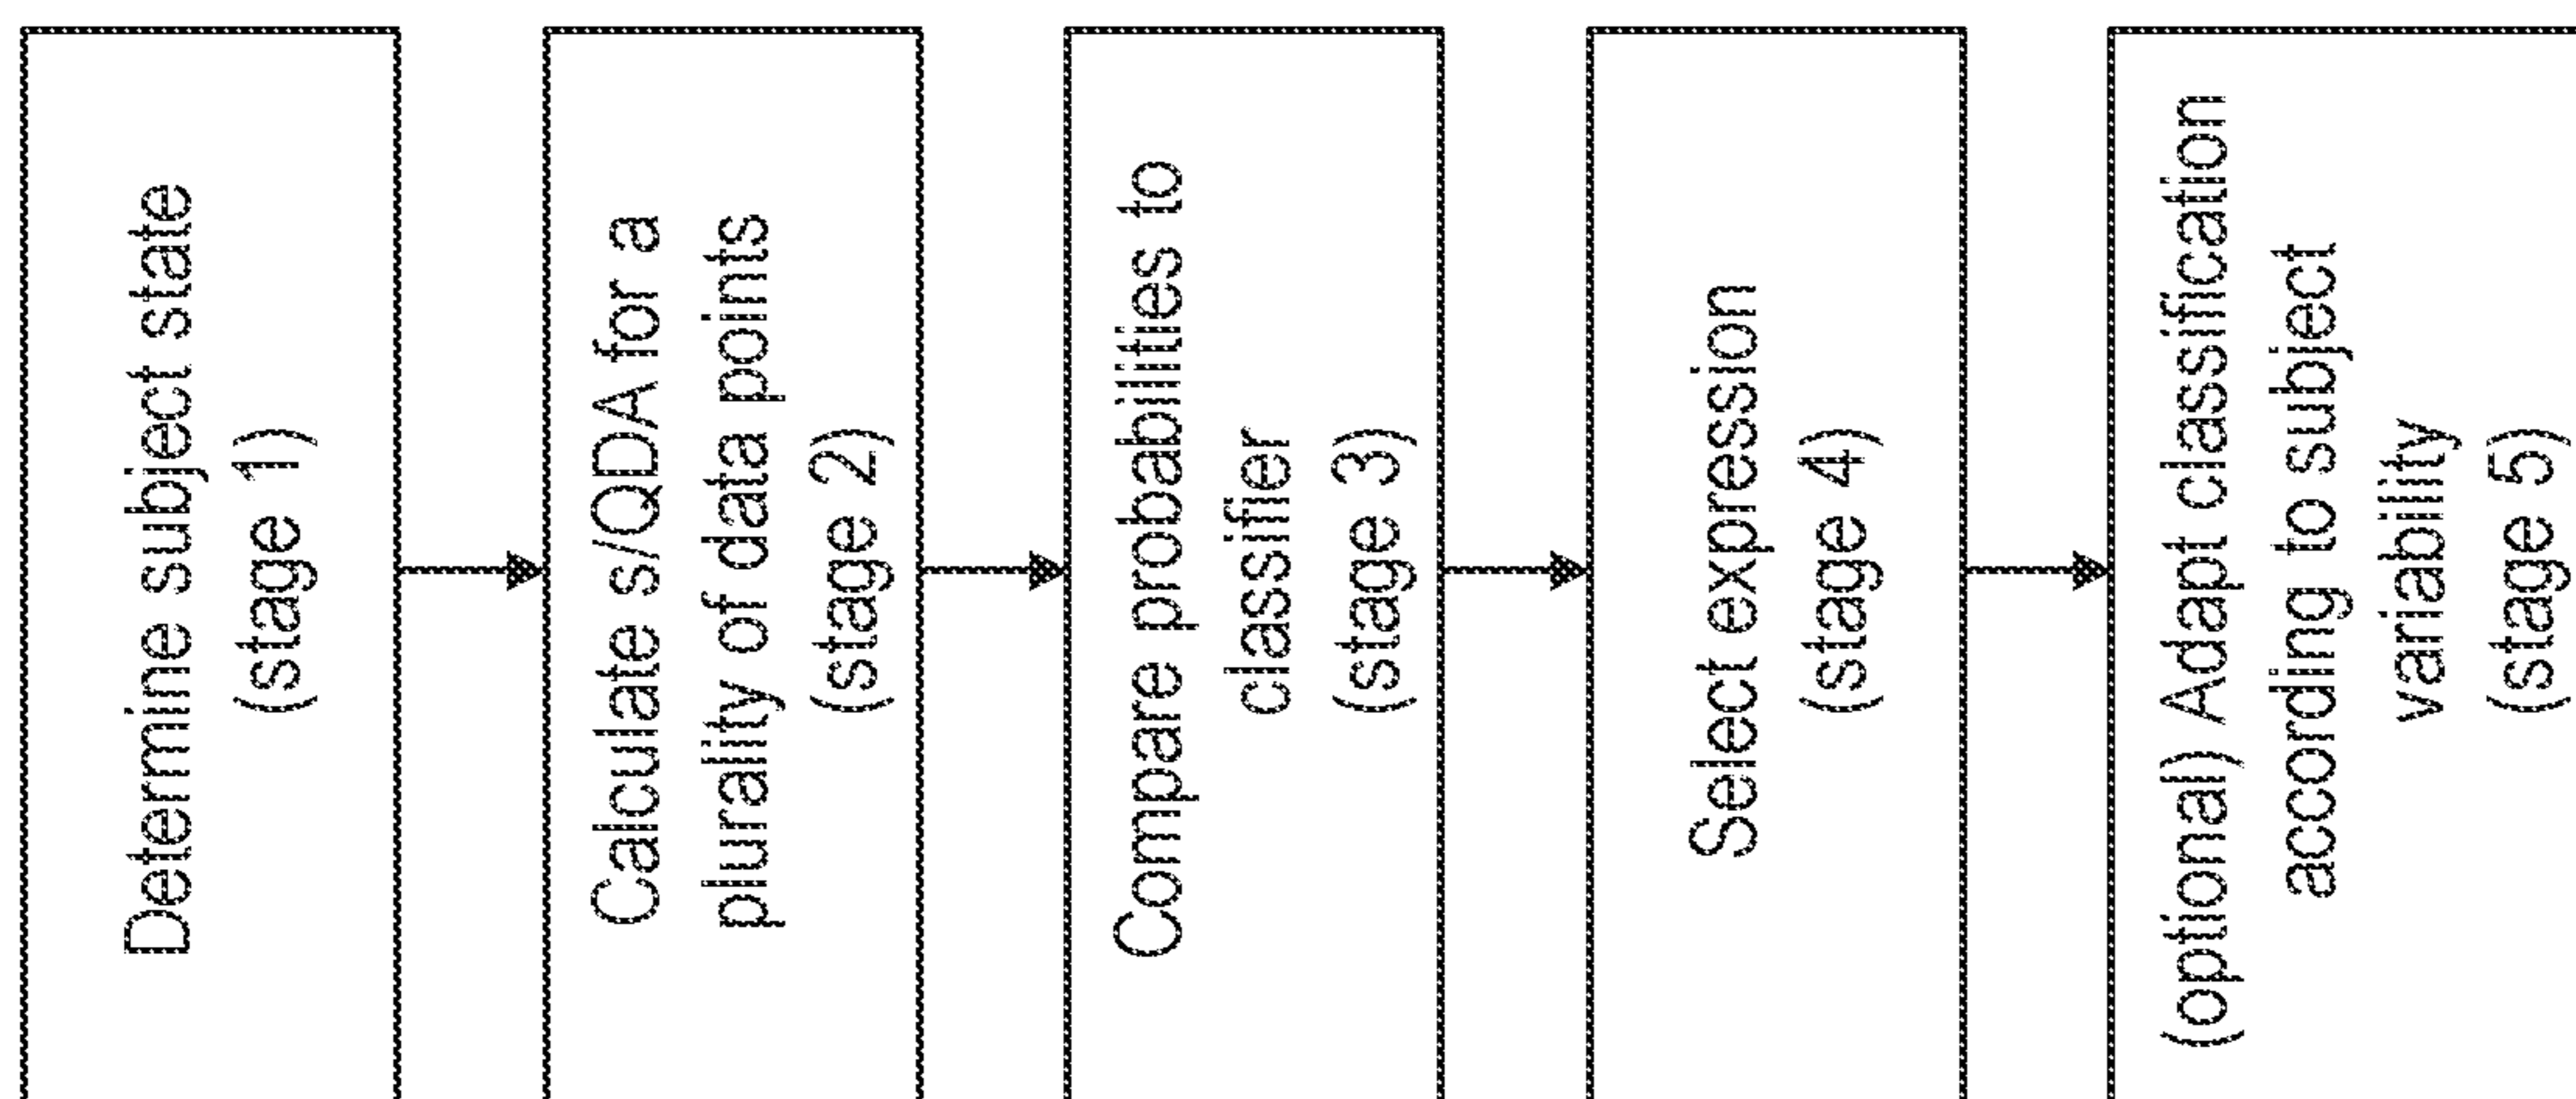 Determine subject state
(stage 1)
Calculate s/QDA for a
plurality of data points
(stage 2)
Compare probabilities to
classifier
(stage 3)
Select expression
(stage 4)
(optional) Adapt classification
according to subject
variability
(stage 5)